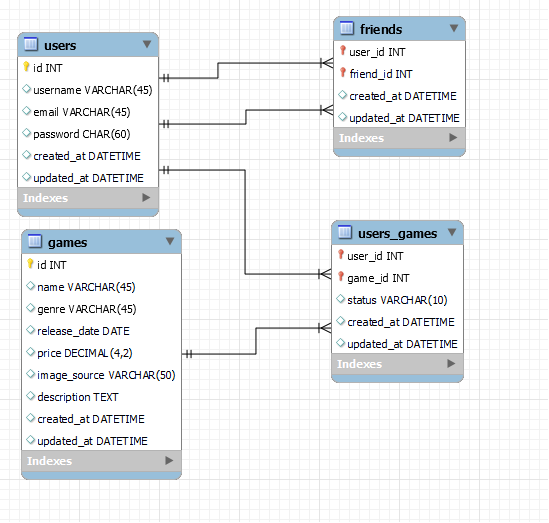 users
id INT
username VARCHAR(45)
email VARCHAR(45)
password CHAR(60)
created_at DATETIME
updated_at DATETIME
Indexes
friends
user_id INT
friend_id INT
created_at DATETIME
updated_at DATETIME
Indexes
games
id INT
name VARCHAR(45)
genre VARCHAR(45)
release_date DATE
price DECIMAL(4,2)
image_source VARCHAR(50)
description TEXT
created_at DATETIME
updated_at DATETIME
Indexes
users_games
user_id INT
game_id INT
status VARCHAR(10)
created_at DATETIME
updated_at DATETIME
Indexes